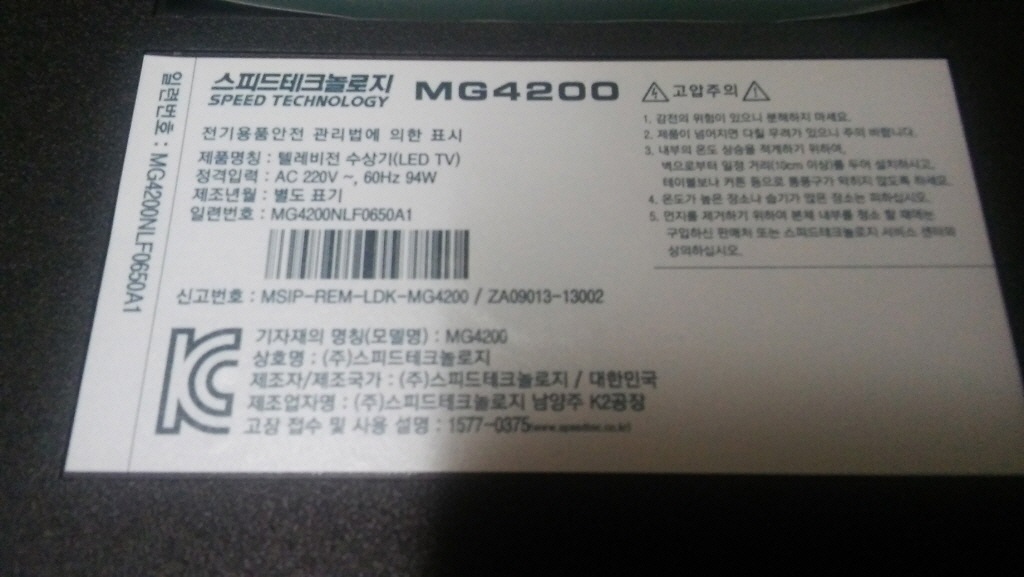 일련번호 : MG4200NLF0650A1
스피드테크놀로지 MG4200
SPEED TECHNOLOGY
전기용품안전 관리법에 의한 표시
제품명칭 : 텔레비전 수상기(LED TV)
정격입력 : AC 220V ~, 60Hz 94W
제조년월 : 별도 표기
일련번호 : MG4200NLF0650A1
신고번호 : MSIP-REM-LDK-MG4200 / ZA09013-13002
기자재의 명칭(모델명) : MG4200
상호명 : (주)스피드테크놀로지
제조자/제조국가 : (주)스피드테크놀로지 / 대한민국
제조업자명 : (주)스피드테크놀로지 남양주 K2공장
고장 접수 및 사용 설명 : 1577-0375
고압주의
1. 감전의 위험이 있으니 분해하지 마세요.
2. 제품이 넘어지면 다칠 우려가 있으니 주의 바랍니다.
3. 내부의 온도 상승을 적게하기 위하여,
벽으로부터 일정 거리(10cm 이상)를 두어 설치하시고,
테이블보나 커튼 등으로 통풍구가 막히지 않도록 하세요.
4. 온도가 높은 장소나 습기가 많은 장소는 피하십시오.
5. 먼지를 제거하기 위하여 본체 내부를 청소 할 때에는
구입하신 판매처 또는 스피드테크놀로지 서비스 센터와
상의하십시오.